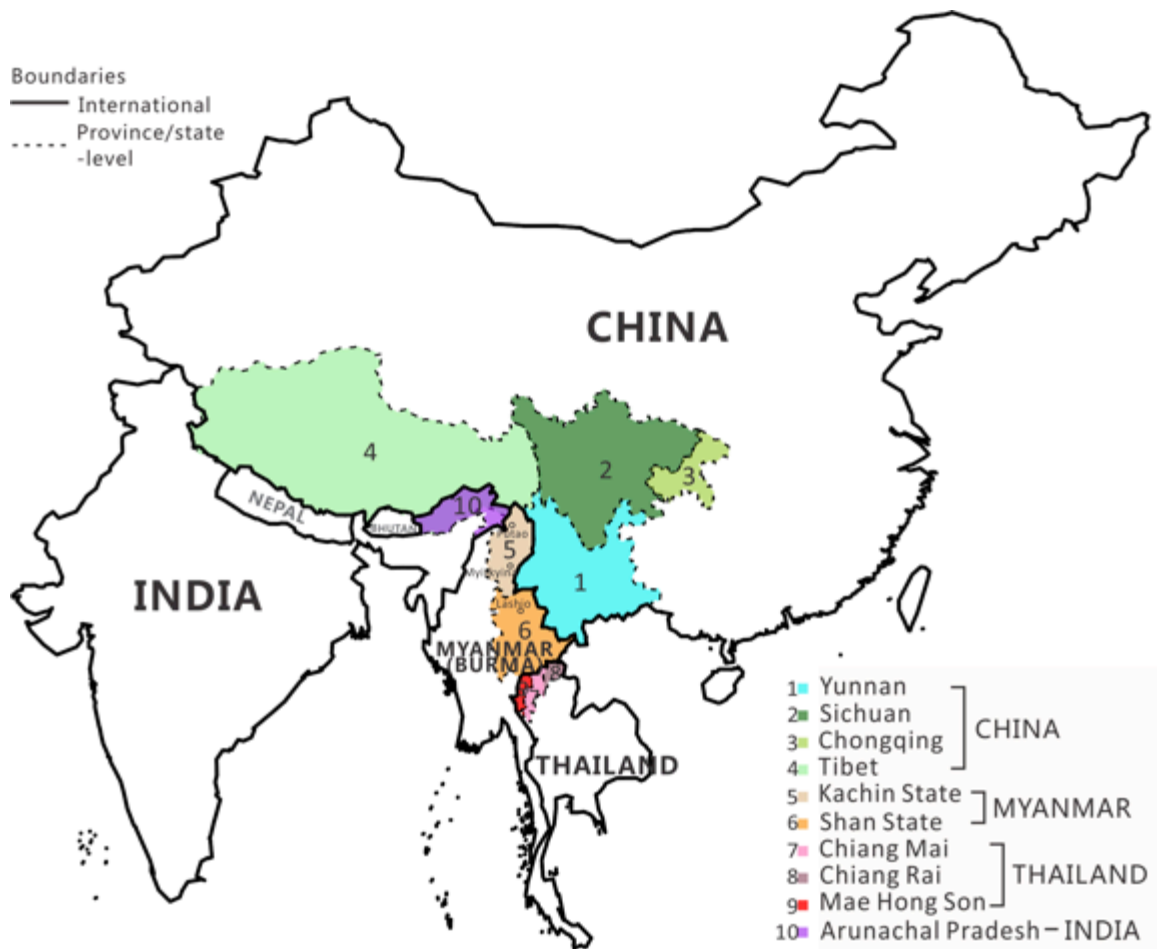 Boundaries
International
Province/state
-level
CHINA
4
2
3
NEPAL
10
BHUTAN
Putao
5
Myitkyina
1
INDIA
Lashio
6
MYANMAR
(BURMA)
8
THAILAND
1 Yunnan
2 Sichuan
3 Chongqing
4 Tibet
CHINA
5 Kachin State
6 Shan State
MYANMAR
7 Chiang Mai
8 Chiang Rai
9 Mae Hong Son
THAILAND
10 Arunachal Pradesh – INDIA